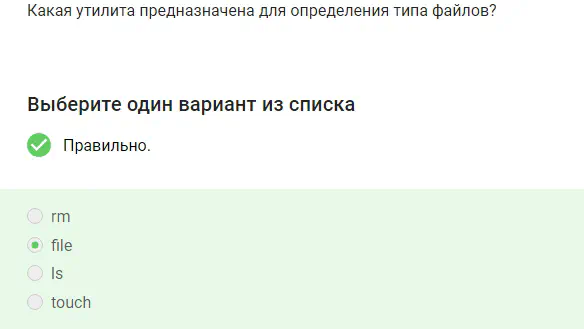 Какая утилита предназначена для определения типа файлов?
Выберите один вариант из списка
Правильно.
rm
file
ls
touch